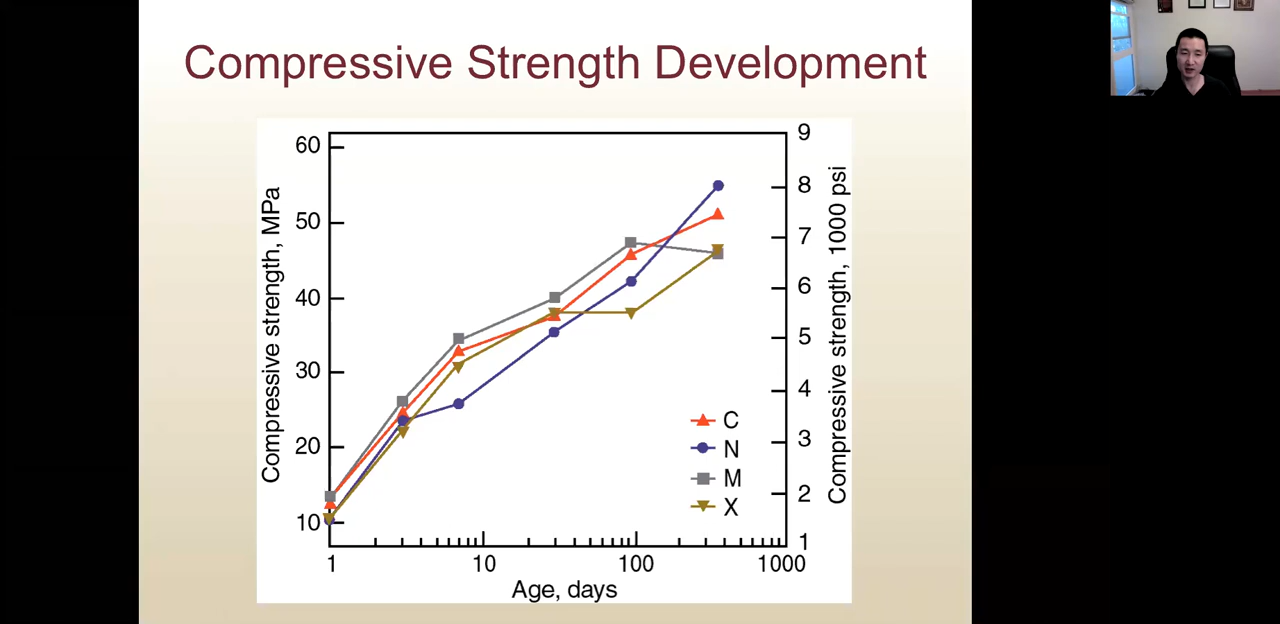 Compressive Strength Development
60
50
40
30
20
10
Compressive strength, MPa
9
8
7
6
5
4
3
2
1
Compressive strength, 1000 psi
C
N
M
X
1 10 100 1000
Age, days